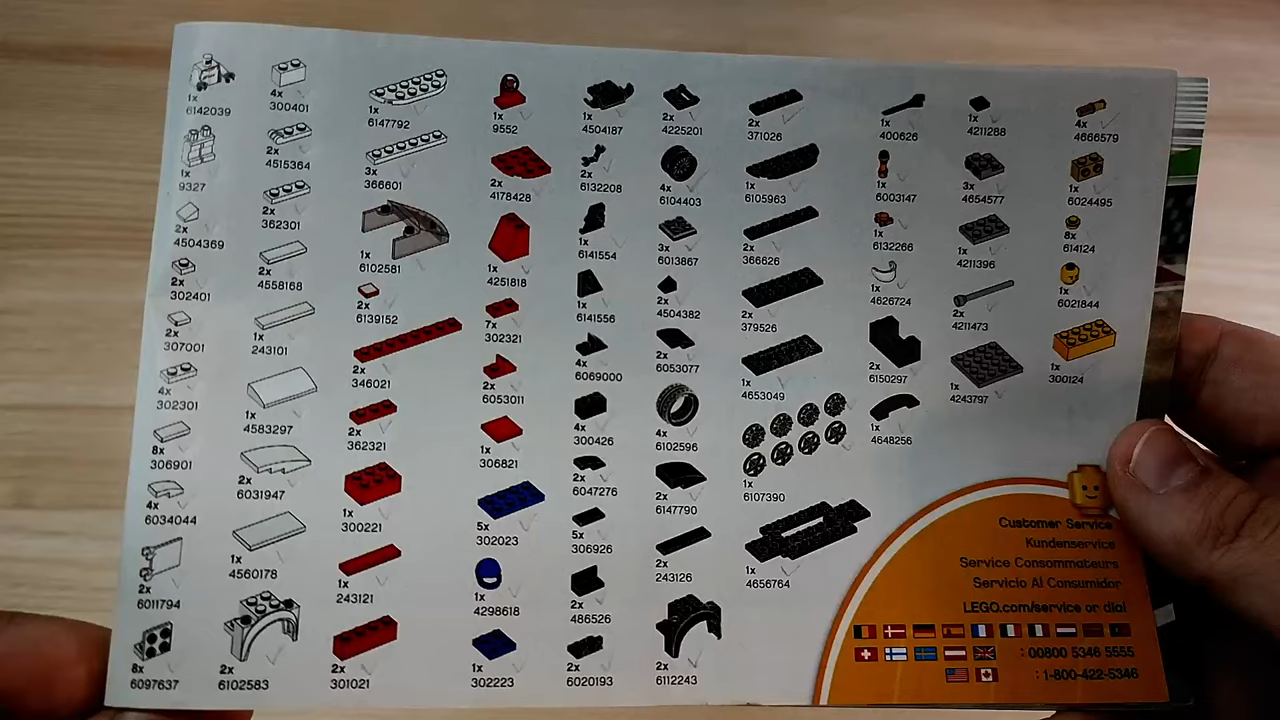 1x
6142039
1x
9327
2x
4504369
2x
302401
2x
307001
4x
302301
8x
306901
4x
6034044
2x
6011794
8x
6097637
4x
300401
2x
4515364
2x
362301
2x
4558168
1x
243101
1x
4583297
2x
6031947
1x
4560178
2x
6102583
1x
6147792
3x
366601
1x
6102581
2x
6139152
2x
346021
2x
362321
1x
300221
1x
243121
2x
301021
1x
9552
2x
4178428
1x
4251818
7x
302321
2x
6053011
1x
306821
5x
302023
1x
4298618
1x
302223
1x
4504187
2x
6132208
1x
6141554
1x
6141556
4x
6069000
4x
300426
2x
6047276
5x
306926
2x
486526
2x
6020193
2x
4225201
4x
6104403
3x
6013867
2x
4504382
2x
6053077
4x
6102596
2x
6147790
2x
243126
2x
6112243
2x
371026
1x
6105963
2x
366626
2x
379526
1x
4653049
1x
6107390
1x
4656764
1x
400626
1x
6003147
1x
6132266
1x
4626724
2x
6150297
1x
4648256
1x
4211288
3x
4654577
1x
4211396
2x
4211473
1x
4243797
4x
4666579
1x
6024495
8x
614124
1x
6021844
1x
300124
Customer Service
Kundenservice
Service Consommateurs
Servicio Al Consumidor
LEGO.com/service or dial
: 00800 5346 5555
: 1-800-422-5346